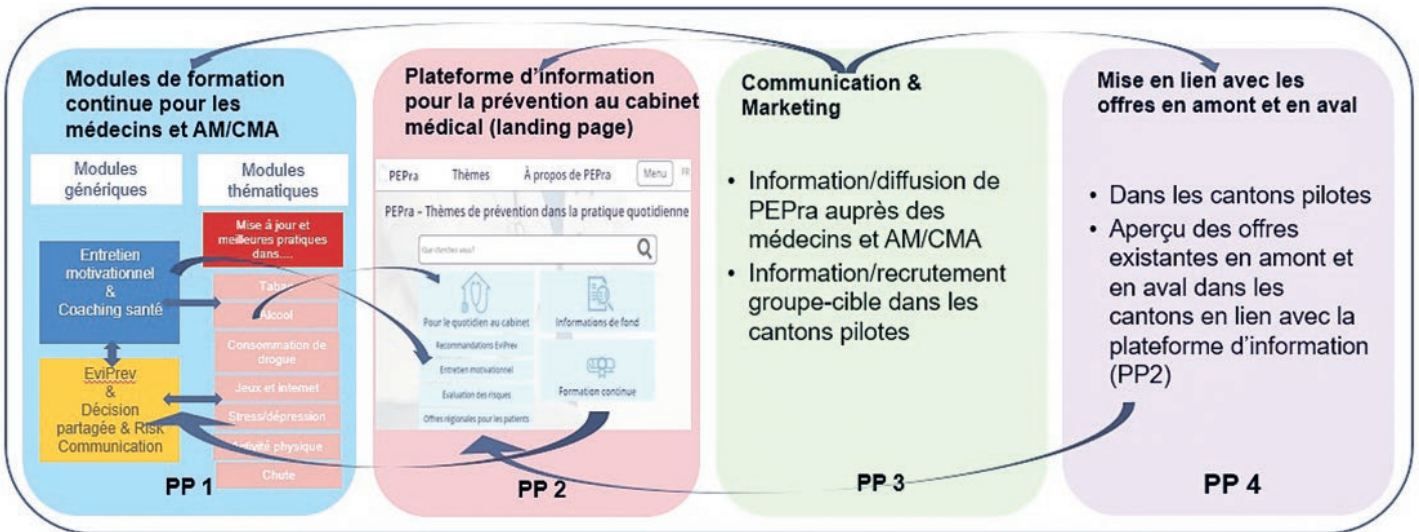 Modules de formation
continue pour les
médecins et AM/CMA
Modules
génériques
Modules
thématiques
Mise à jour et
meilleures pratiques
dans....
Entretien
motivationnel
&
Coaching santé
Tabac
Alcool
Consommation de
drogue
EviPrev
&
Décision
partagée & Risk
Communication
Jeux et internet
Stress/dépression
Activité physique
Chute
PP 1
Plateforme d'information
pour la prévention au cabinet
médical (landing page)
PEPra Thèmes À propos de PEPra Menu FR
PEPra – Thèmes de prévention dans la pratique quotidienne
Que cherchez-vous?
Pour le quotidien au cabinet
Informations de fond
Recommandations EviPrev
Entretien motivationnel
Evaluation des risques
Offres régionales pour les patients
Formation continue
PP 2
Communication &
Marketing
• Information/diffusion de
PEPra auprès des
médecins et AM/CMA
• Information/recrutement
groupe-cible dans les
cantons pilotes
PP 3
Mise en lien avec les
offres en amont et en aval
• Dans les cantons pilotes
• Aperçu des offres
existantes en amont et
en aval dans les
cantons en lien avec la
plateforme d'information
(PP2)
PP 4